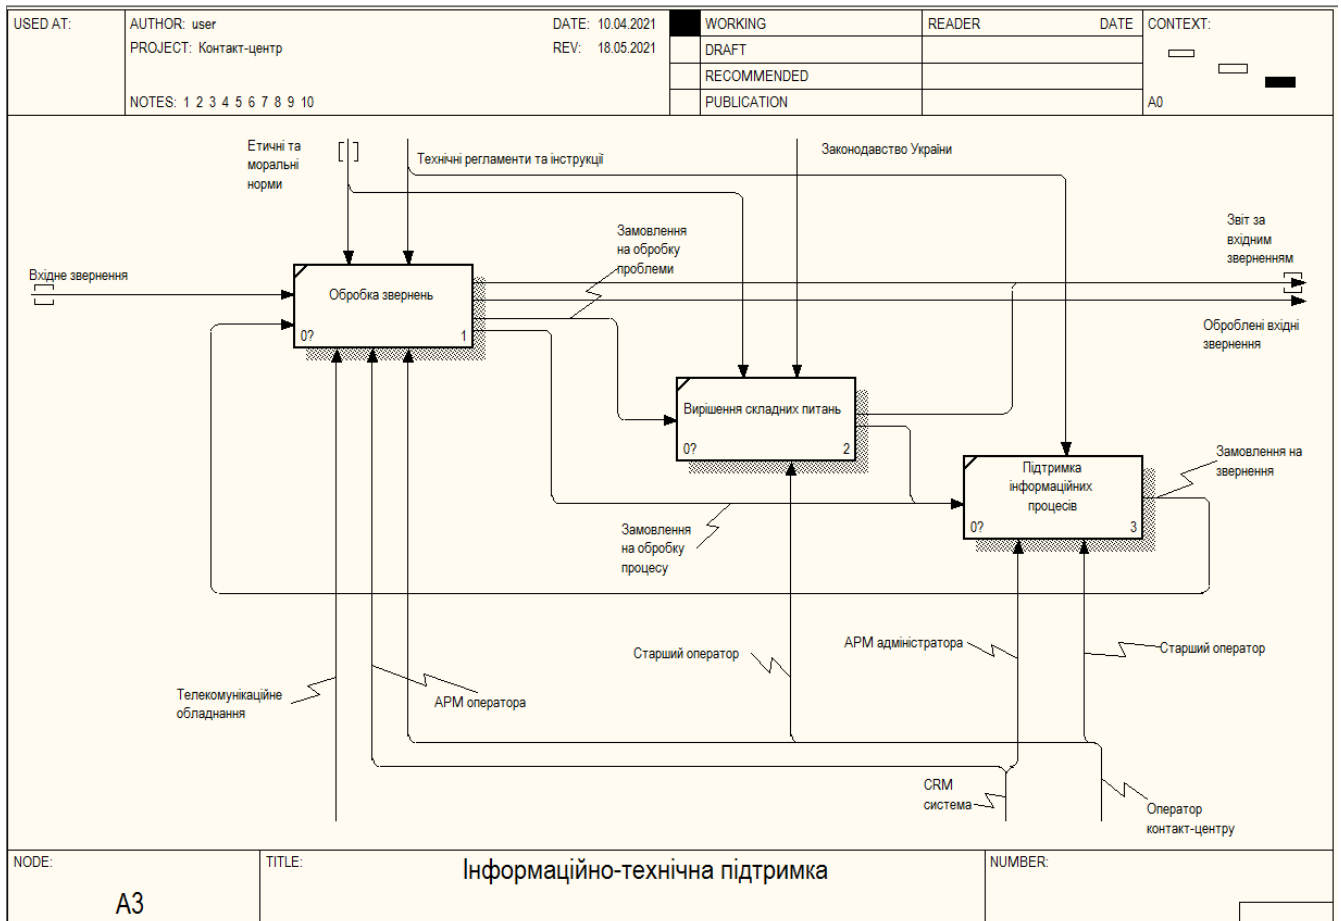 USED AT:
AUTHOR: user
DATE: 10.04.2021
PROJECT: Контакт-центр
REV: 18.05.2021
NOTES: 1 2 3 4 5 6 7 8 9 10
WORKING
DRAFT
RECOMMENDED
PUBLICATION
READER
DATE
CONTEXT:
A0
Етичні та
моральні
норми
Технічні регламенти та інструкції
Законодавство України
Вхідне звернення
Замовлення
на обробку
проблеми
Звіт за
вхідним
зверненням
Оброблені вхідні
звернення
Обробка звернень
0?
1
Вирішення складних питань
0?
2
Підтримка
інформаційних
процесів
0?
3
Замовлення на
звернення
Замовлення
на обробку
процесу
Старший оператор
АРМ адміністратора
Старший оператор
Телекомунікаційне
обладнання
АРМ оператора
CRM
система
Оператор
контакт-центру
NODE:
A3
TITLE:
Інформаційно-технічна підтримка
NUMBER: